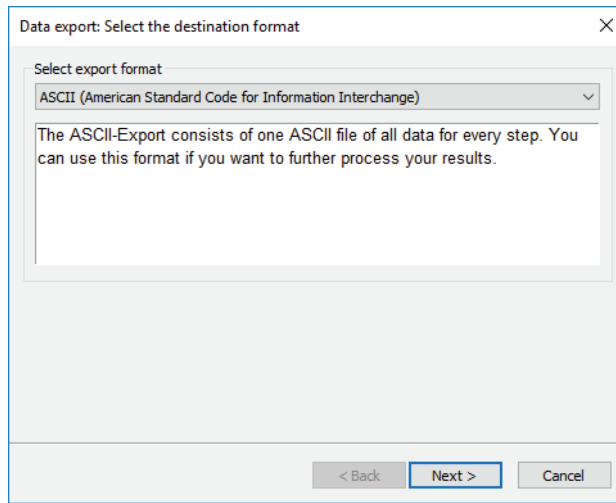 Data export: Select the destination format
Select export format
ASCII (American Standard Code for Information Interchange)
The ASCII-Export consists of one ASCII file of all data for every step. You
can use this format if you want to further process your results.
< Back Next > Cancel